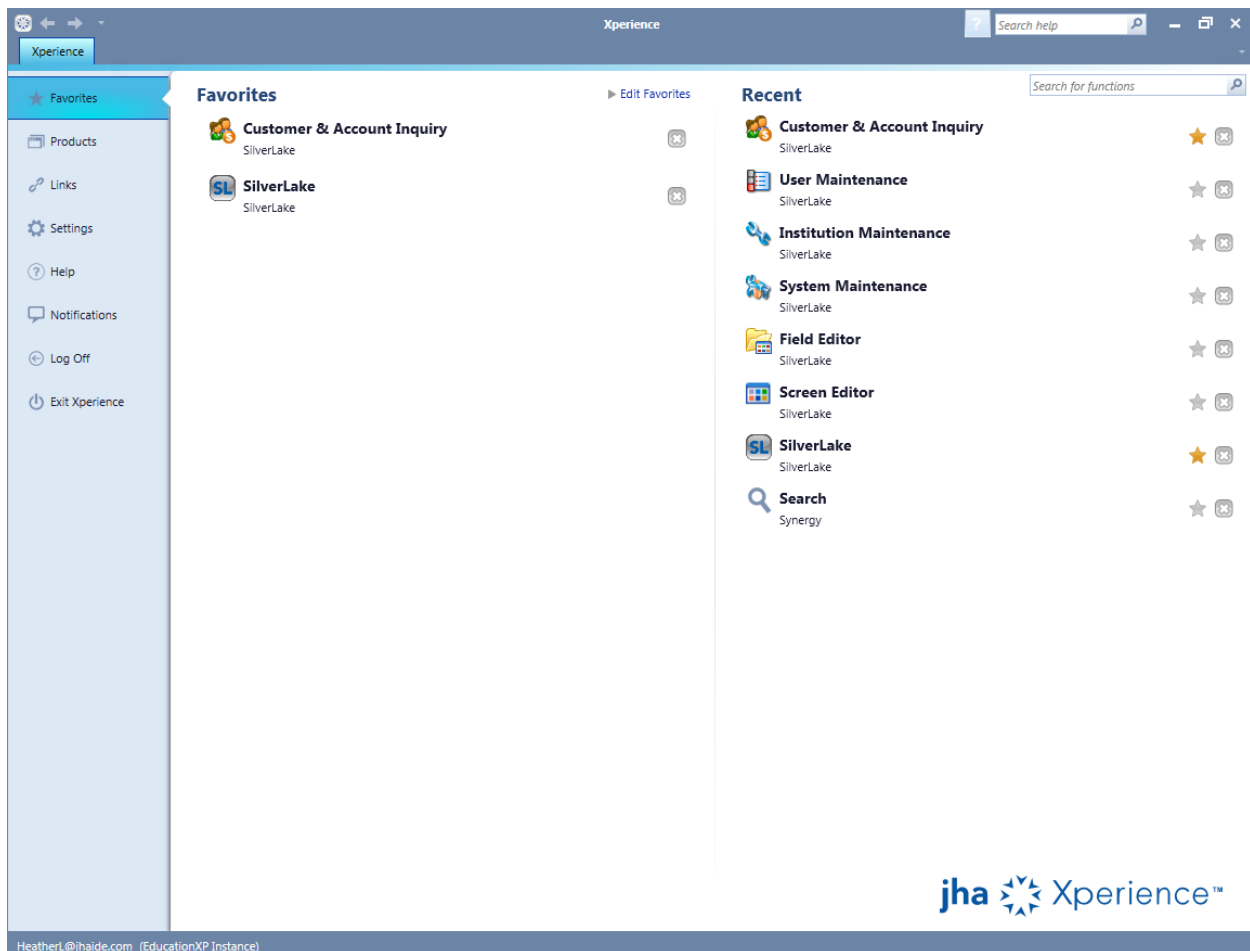 Xperience
Search help
Xperience
Favorites
Products
Links
Settings
Help
Notifications
Log Off
Exit Xperience
Favorites
Edit Favorites
Customer & Account Inquiry
SilverLake
SL SilverLake
SilverLake
Recent
Search for functions
Customer & Account Inquiry
SilverLake
User Maintenance
SilverLake
Institution Maintenance
SilverLake
System Maintenance
SilverLake
Field Editor
SilverLake
Screen Editor
SilverLake
SL SilverLake
SilverLake
Search
Synergy
jha Xperience™
HeatherL@jhaide.com (EducationXP Instance)